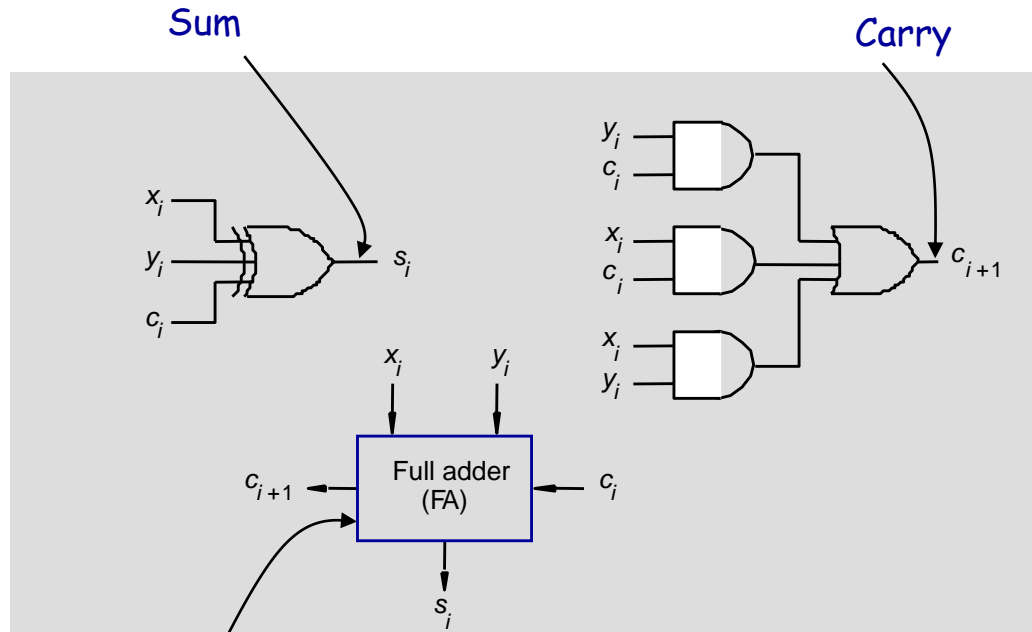 Sum
Carry
x_i
y_i
c_i
s_i
y_i
c_i
x_i
c_i
x_i
y_i
c_{i+1}
x_i
y_i
c_{i+1}
Full adder
(FA)
c_i
s_i